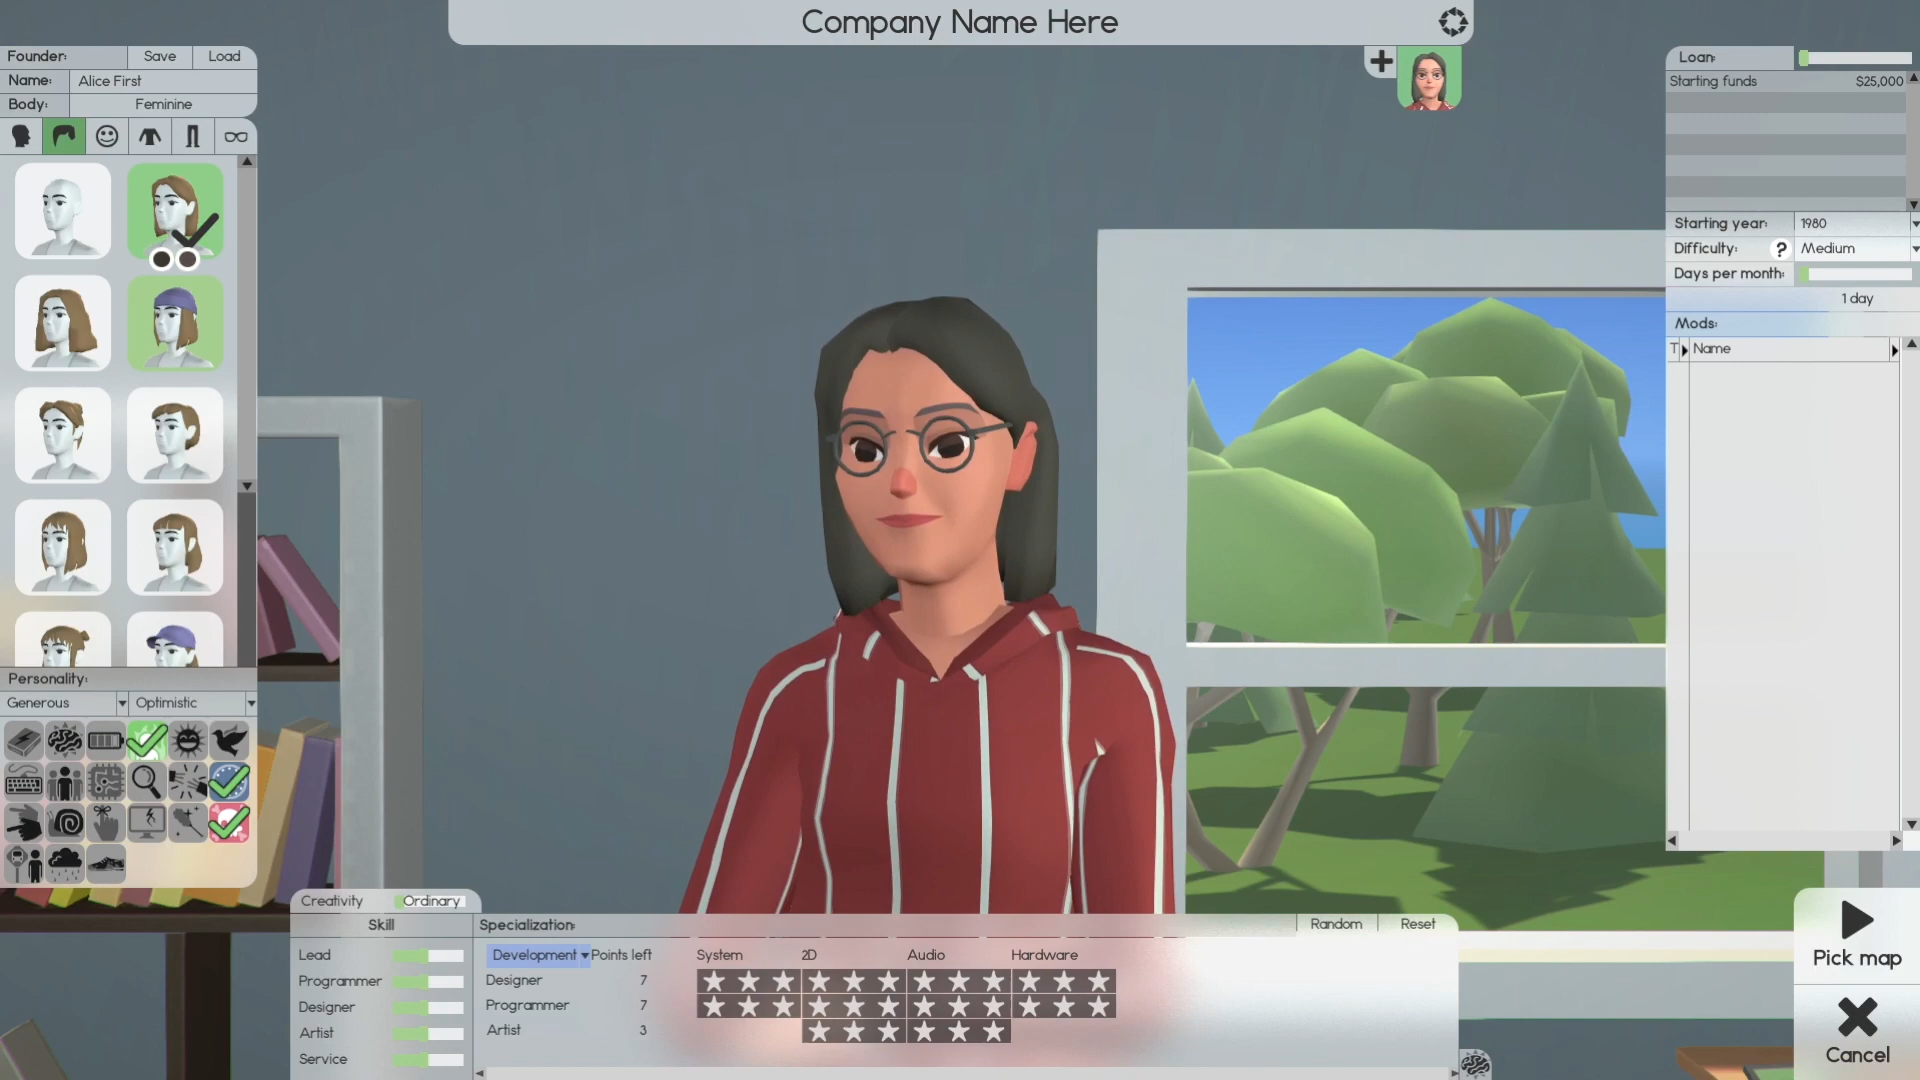 Company Name Here
Founder:
Save
Load
Name:
Alice First
Body:
Feminine
Personality:
Generous
Optimistic
Creativity
Ordinary
Skill
Lead
Programmer
Designer
Artist
Service
Specialization:
Random
Reset
Development
Points left
System
2D
Audio
Hardware
Designer
7
Programmer
7
Artist
3
Loan:
Starting funds
$25,000
Starting year:
1980
Difficulty:
?
Medium
Days per month:
1 day
Mods:
T
Name
Pick map
Cancel